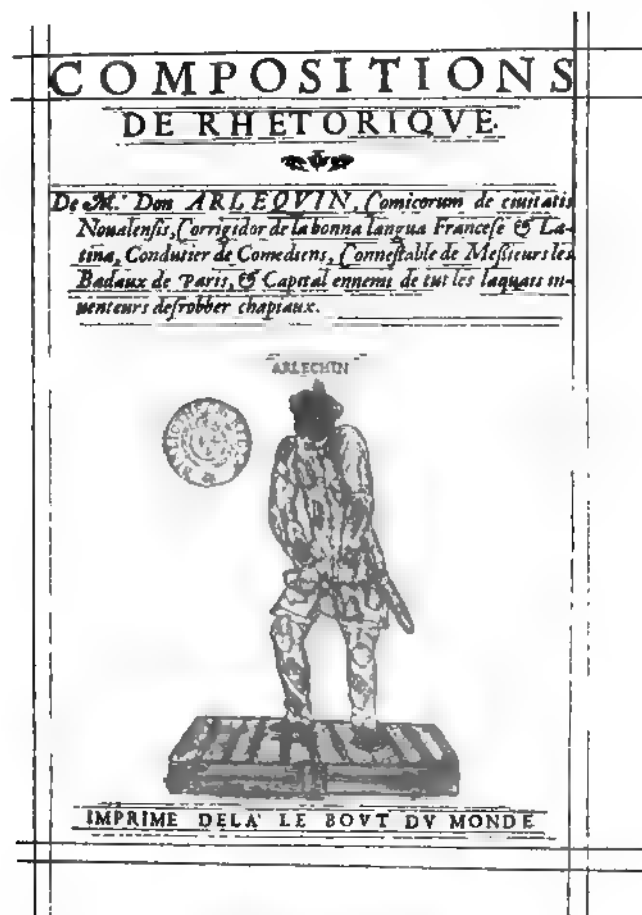 COMPOSITIONS
DE RHETORIQVE.
De M.r Don ARLEQVIN, Comicorum de ciuitatis
Noualensis, Corrigidor de la bonna langua Francese & La-
tina, Condutier de Comediens, Connestable de Messieurs les
Badaux de Paris, & Capital ennemi de tut les laquais in-
uenteurs desrobber chapiaux.
ARLECHIN
IMPRIME DELA' LE BOVT DV MONDE